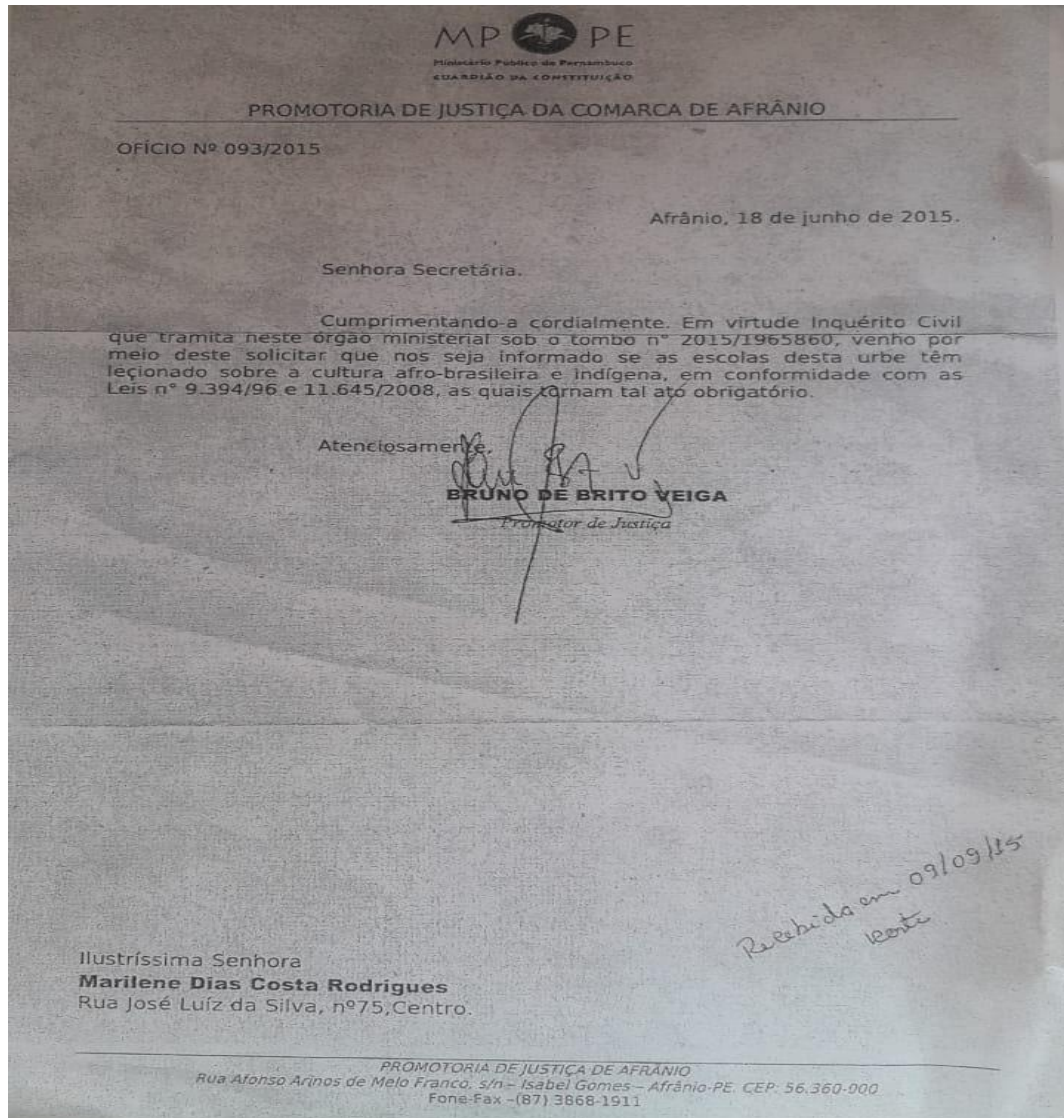 MP PE
Ministério Público de Pernambuco
GUARDIÃO DA CONSTITUIÇÃO
PROMOTORIA DE JUSTIÇA DA COMARCA DE AFRÂNIO
OFÍCIO Nº 093/2015
Afrânio, 18 de junho de 2015.
Senhora Secretária.
Cumprimentando-a cordialmente. Em virtude Inquérito Civil
que tramita neste órgão ministerial sob o tombo n° 2015/1965860, venho por
meio deste solicitar que nos seja informado se as escolas desta urbe têm
leçionado sobre a cultura afro-brasileira e indígena, em conformidade com as
Leis n° 9.394/96 e 11.645/2008, as quais tornam tal ato obrigatório.
Atenciosamente,
BRUNO DE BRITO VEIGA
Promotor de Justiça
Recebido em 09/09/15
Ilustríssima Senhora
Marilene Dias Costa Rodrigues
Rua José Luíz da Silva, nº75,Centro.
PROMOTORIA DE JUSTIÇA DE AFRÂNIO
Rua Afonso Arinos de Melo Franco, s/n – Isabel Gomes – Afrânio-PE. CEP: 56.360-000
Fone-Fax –(87) 3868-1911